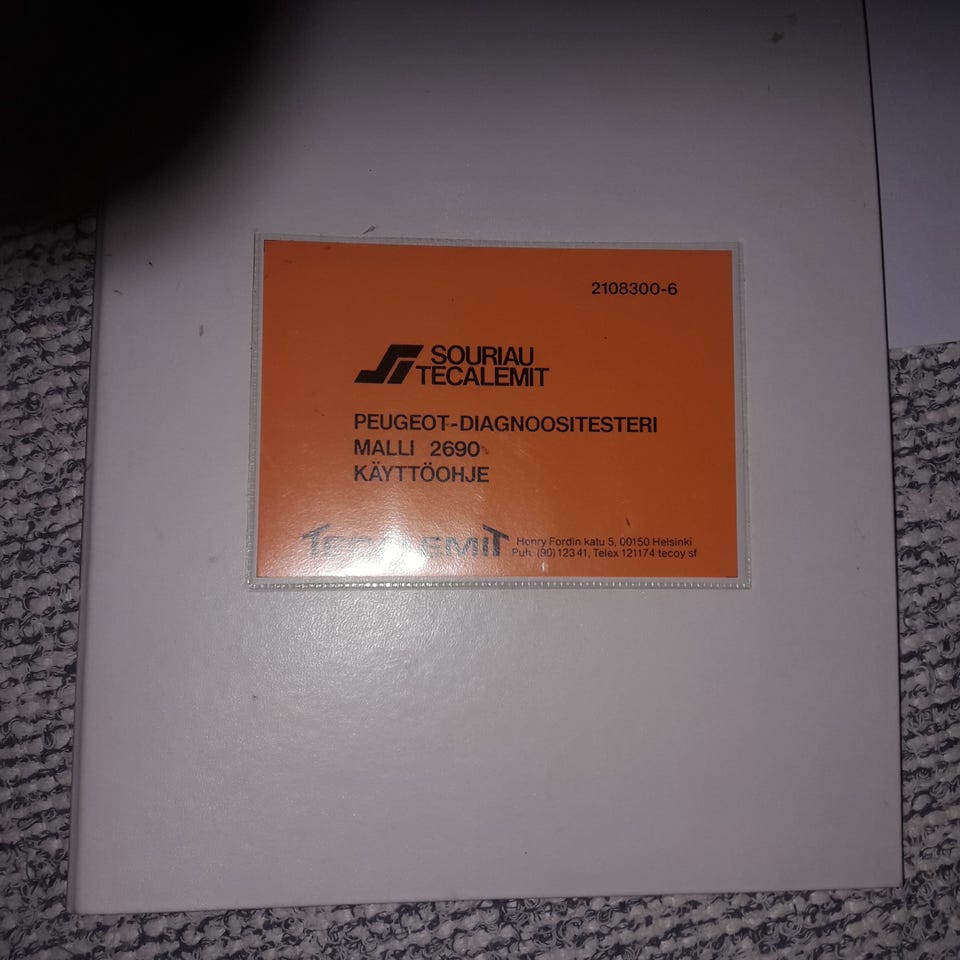 2108300-6
SOURIAU
TECALEMIT
PEUGEOT-DIAGNOOSITESTERI
MALLI 2690
KÄYTTÖOHJE
TECALEMIT
Henry Fordin katu 5, 00150 Helsinki
Puh. (90) 123 41, Telex 121174 tecoy sf